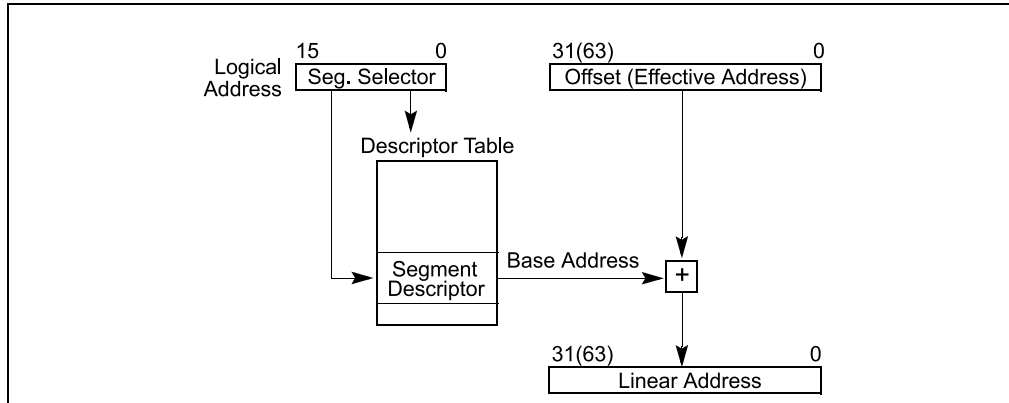 15 0
31(63) 0
Logical
Address
Seg. Selector
Offset (Effective Address)
Descriptor Table
Base Address
Segment
Descriptor
+
31(63) 0
Linear Address